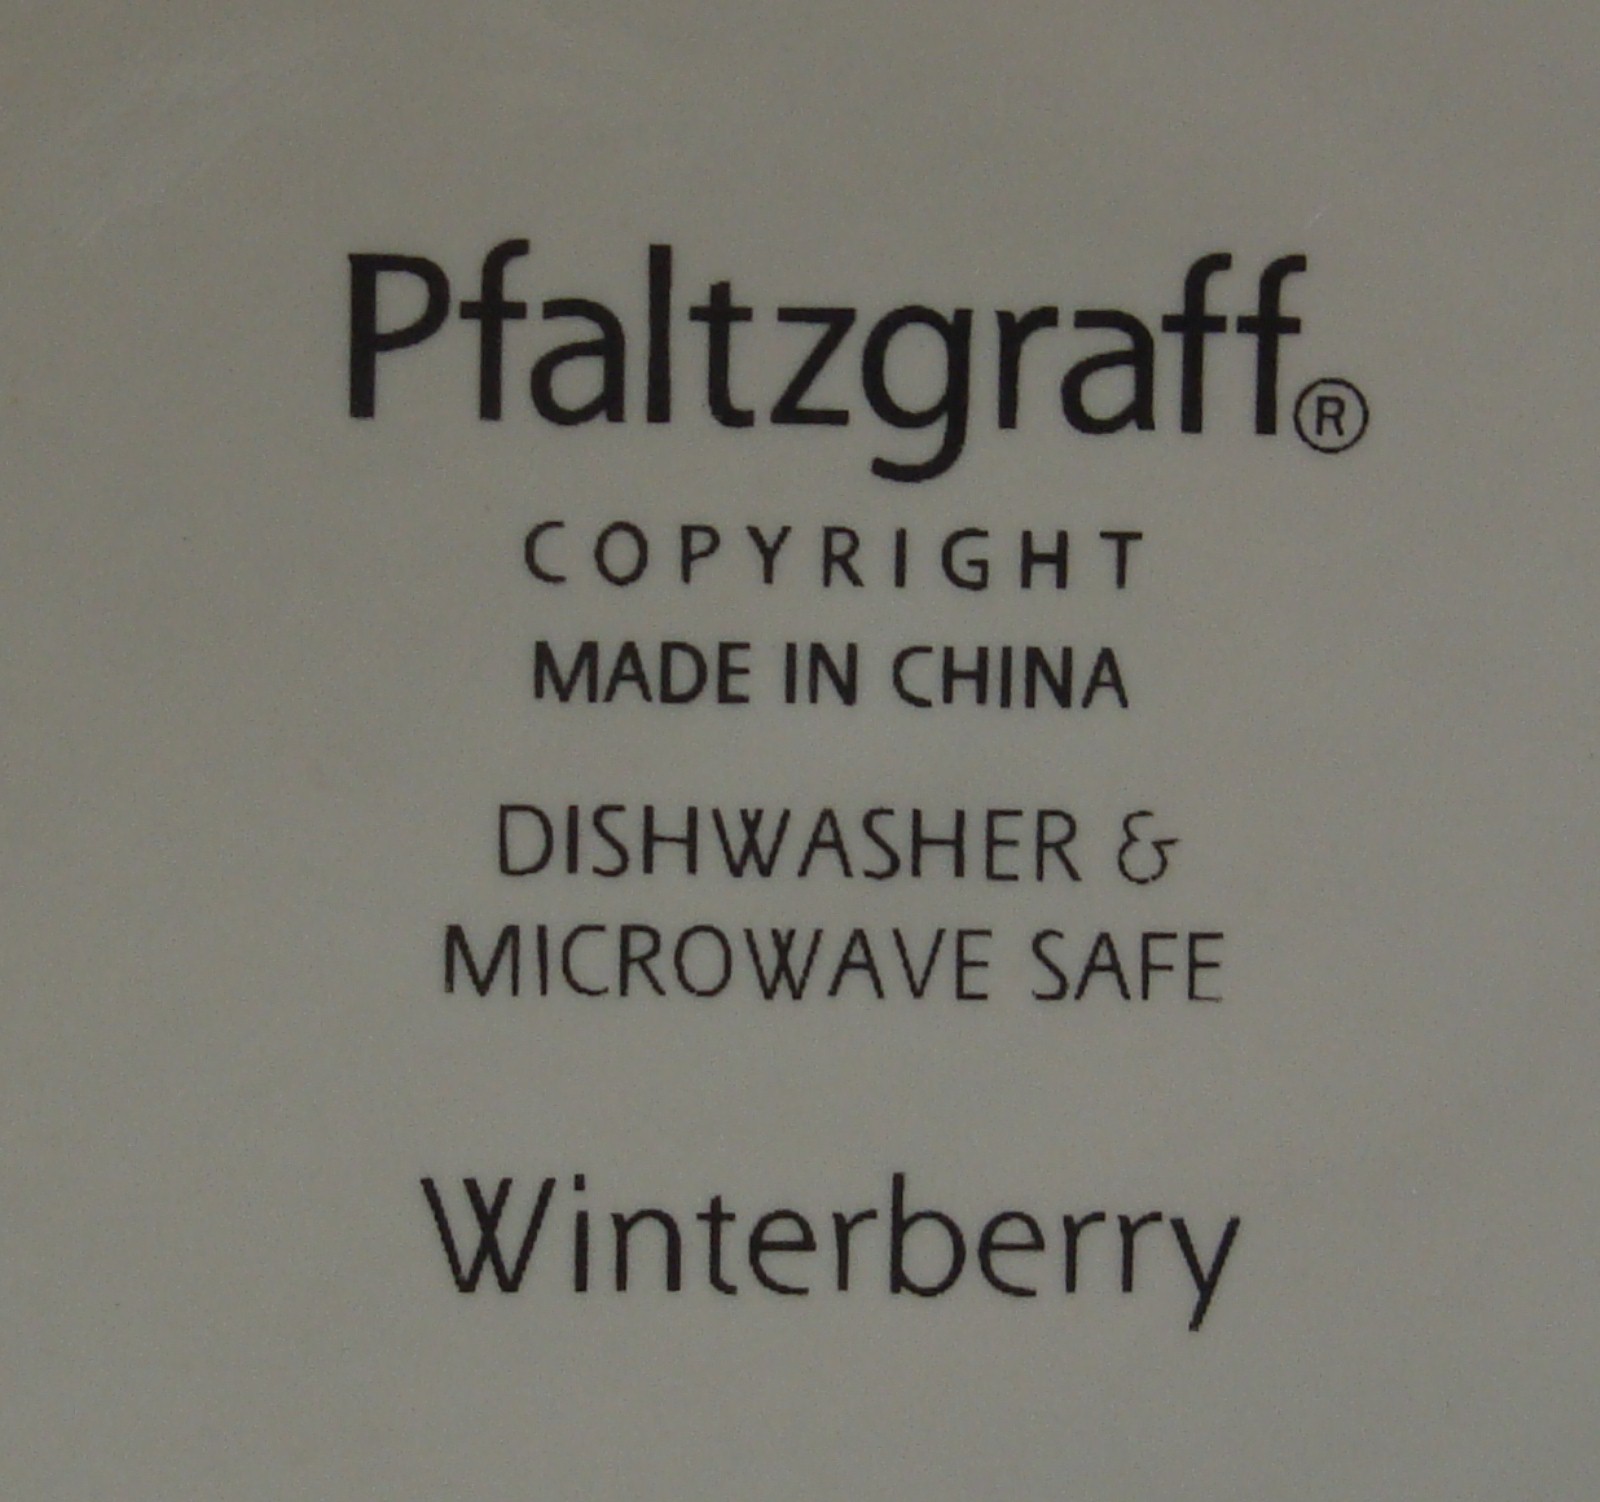 Pfaltzgraff®
COPYRIGHT
MADE IN CHINA
DISHWASHER &
MICROWAVE SAFE
Winterberry